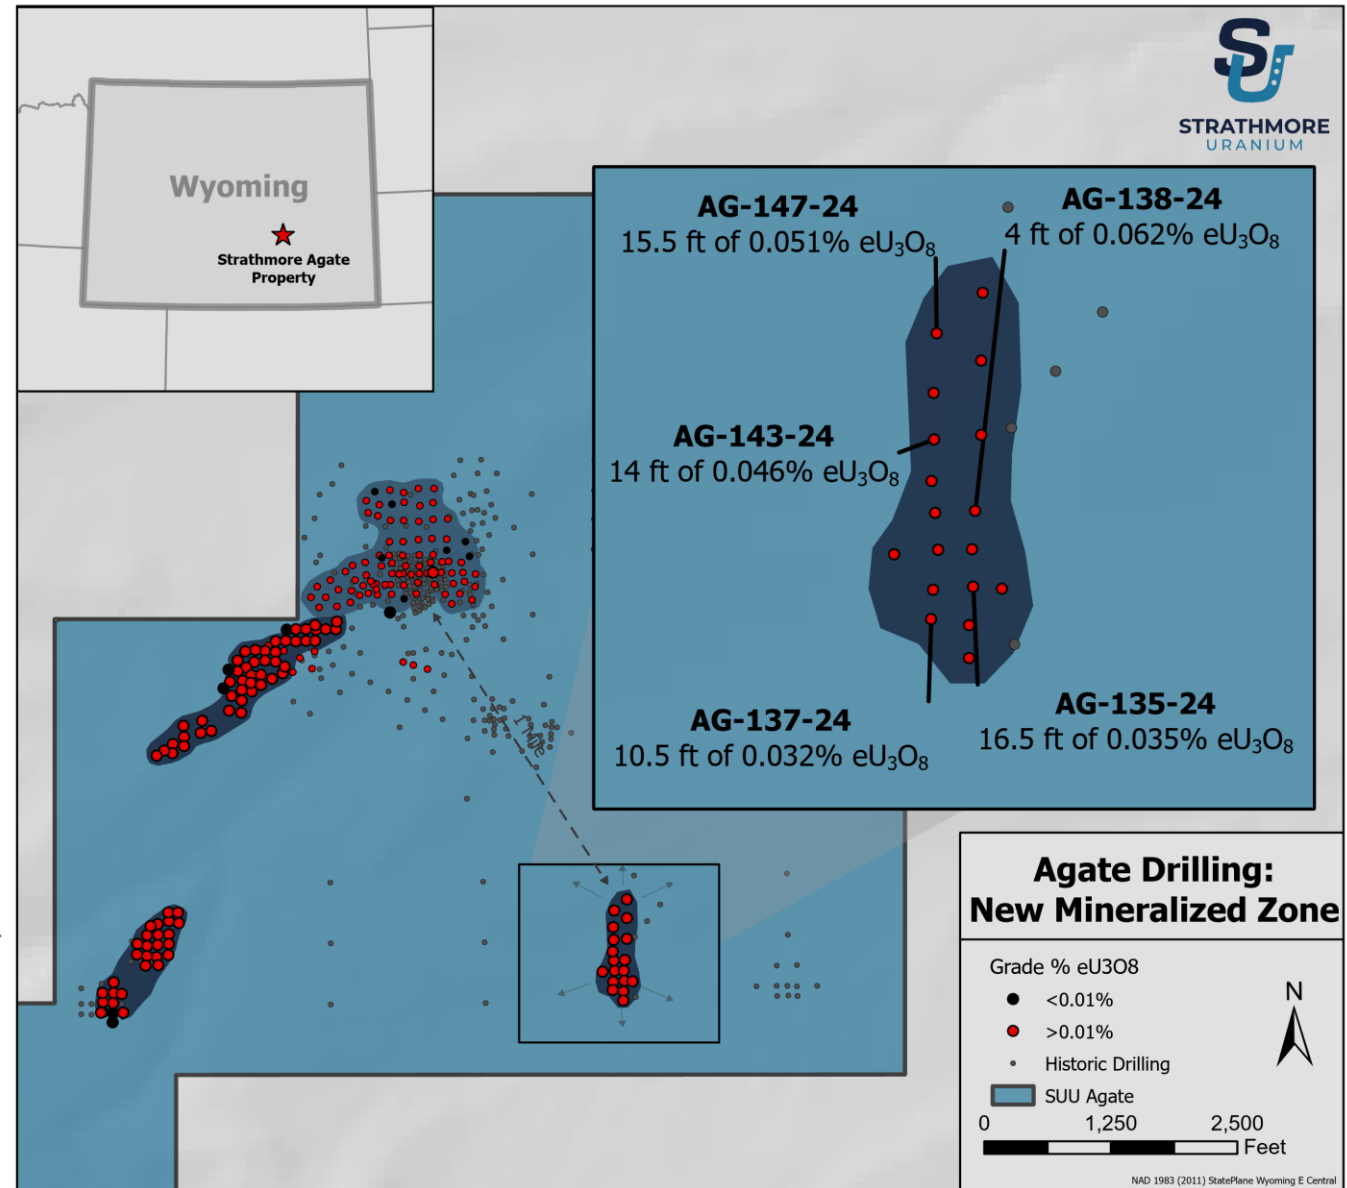 Wyoming
Strathmore Agate
Property
SU
STRATHMORE
URANIUM
AG-147-24
15.5 ft of 0.051% eU₃O₈
AG-138-24
4 ft of 0.062% eU₃O₈
AG-143-24
14 ft of 0.046% eU₃O₈
AG-137-24
10.5 ft of 0.032% eU₃O₈
AG-135-24
16.5 ft of 0.035% eU₃O₈
1 Mile
Agate Drilling:
New Mineralized Zone
Grade % eU3O8
<0.01%
>0.01%
Historic Drilling
SUU Agate
N
0 1,250 2,500
Feet
NAD 1983 (2011) StatePlane Wyoming E Central